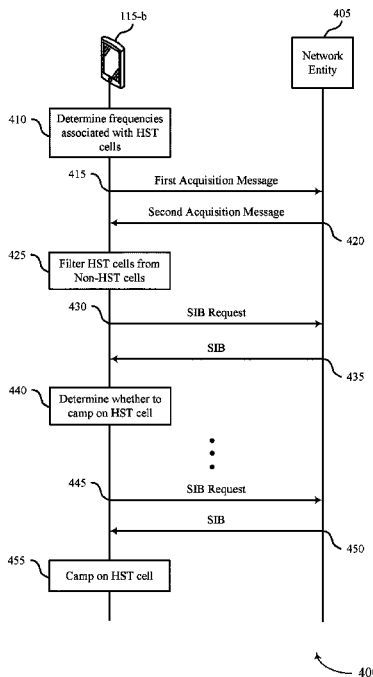 115-b
405
Network
Entity
410
Determine frequencies
associated with HST
cells
415
First Acquisition Message
Second Acquisition Message
420
425
Filter HST cells from
Non-HST cells
430
SIB Request
SIB
435
440
Determine whether to
camp on HST cell
445
SIB Request
SIB
450
455
Camp on HST cell